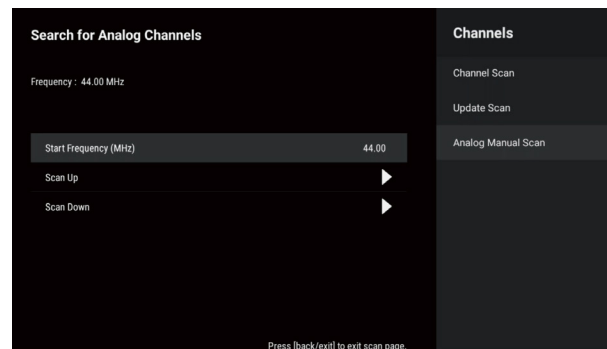 Search for Analog Channels
Frequency : 44.00 MHz
Start Frequency (MHz) 44.00
Scan Up
Scan Down
Press [back/exit] to exit scan page.
Channels
Channel Scan
Update Scan
Analog Manual Scan